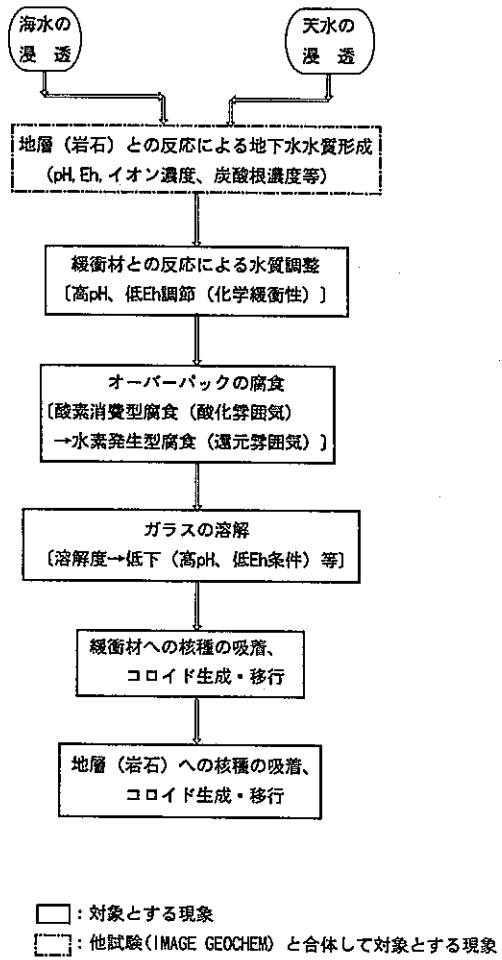 海水の
浸　透
天水の
浸　透
地層（岩石）との反応による地下水水質形成
(pH, Eh, イオン濃度、炭酸根濃度等)
緩衝材との反応による水質調整
〔高pH、低Eh調節（化学緩衝性）〕
オーバーパックの腐食
〔酸素消費型腐食（酸化雰囲気）
→水素発生型腐食（還元雰囲気）〕
ガラスの溶解
〔溶解度→低下（高pH、低Eh条件）等〕
緩衝材への核種の吸着、
コロイド生成・移行
地層（岩石）への核種の吸着、
コロイド生成・移行
：対象とする現象
：他試験(IMAGE GEOCHEM) と合体して対象とする現象